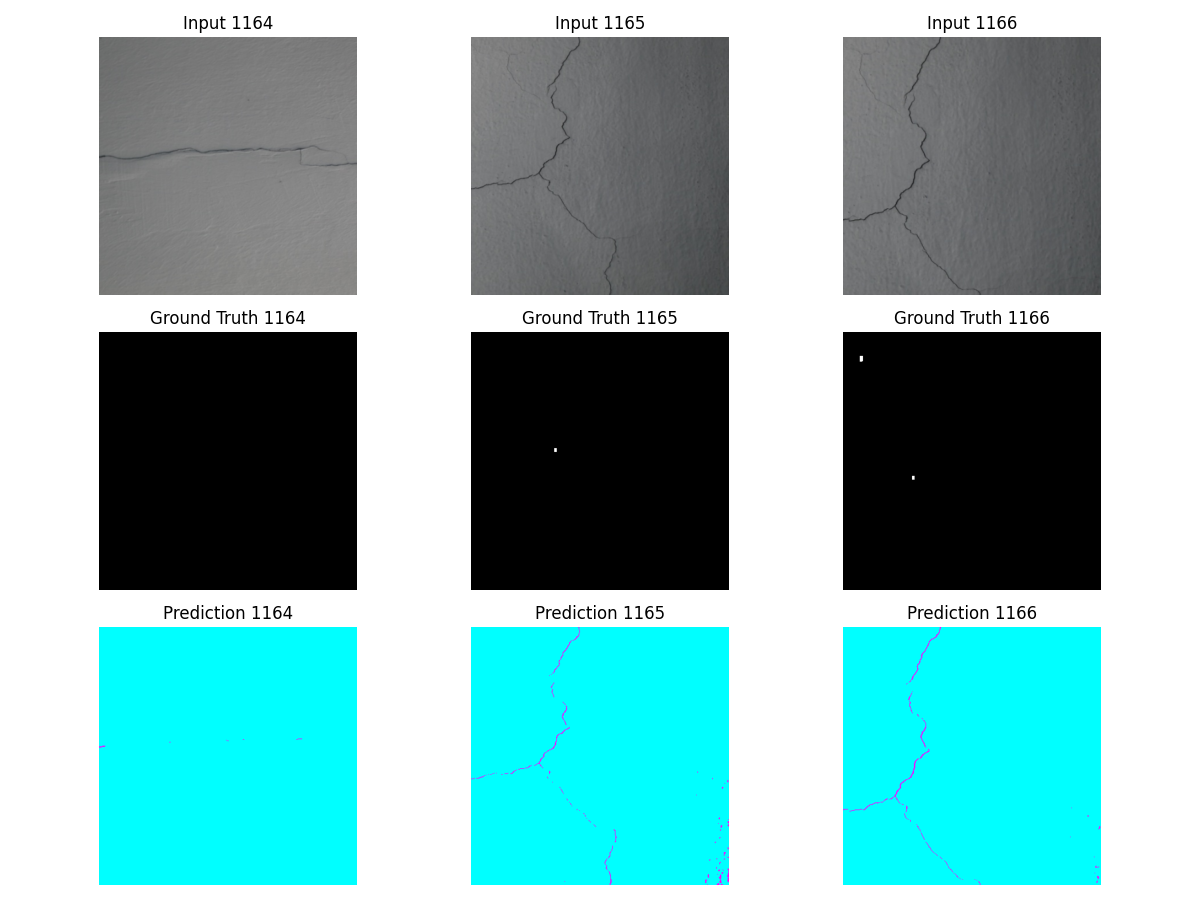 Input 1164
Input 1165
Input 1166
Ground Truth 1164
Ground Truth 1165
Ground Truth 1166
Prediction 1164
Prediction 1165
Prediction 1166